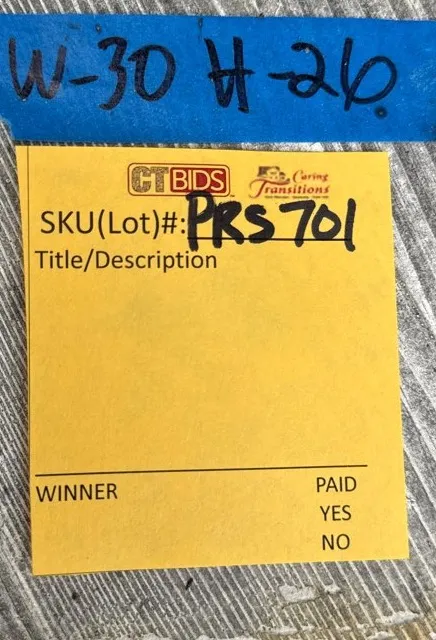 W-30 H-26.
CTBIDS
Caring
Transitions
SKU(Lot)#: PRS701
Title/Description
WINNER PAID
YES
NO